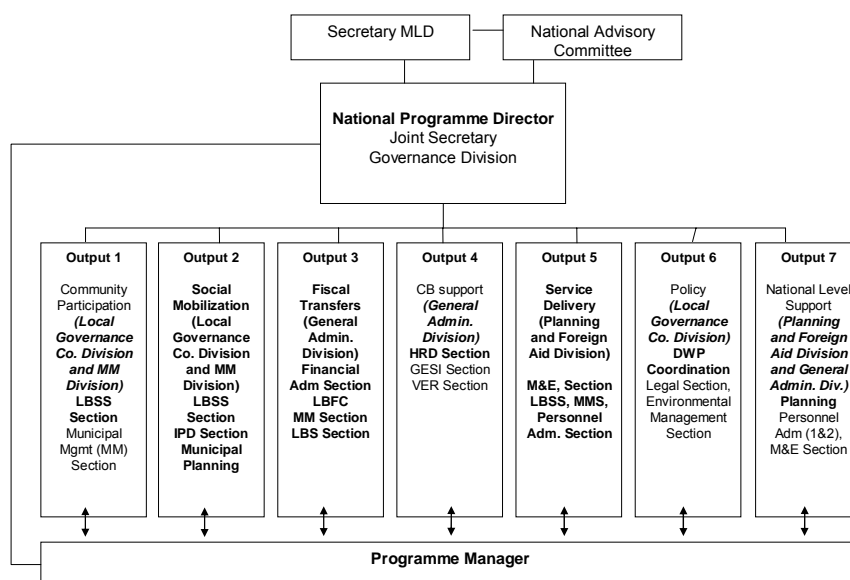 Secretary MLD
National Advisory
Committee
National Programme Director
Joint Secretary
Governance Division
Output 1
Community
Participation
(Local
Governance
Co. Division
and MM
Division)
LBSS
Section
Municipal
Mgmt (MM)
Section
Output 2
Social
Mobilization
(Local
Governance
Co. Division
and MM
Division)
LBSS
Section
IPD Section
Municipal
Planning
Output 3
Fiscal
Transfers
(General
Admin.
Division)
Financial
Adm Section
LBFC
MM Section
LBS Section
Output 4
CB support
(General
Admin.
Division)
HRD Section
GESI Section
VER Section
Output 5
Service
Delivery
(Planning
and Foreign
Aid Division)
M&E, Section
LBSS, MMS,
Personnel
Adm. Section
Output 6
Policy
(Local
Governance
Co. Division)
DWP
Coordination
Legal Section,
Environmental
Management
Section
Output 7
National Level
Support
(Planning
and Foreign
Aid Division
and General
Admin. Div.)
Planning
Personnel
Adm (1&2),
M&E Section
Programme Manager